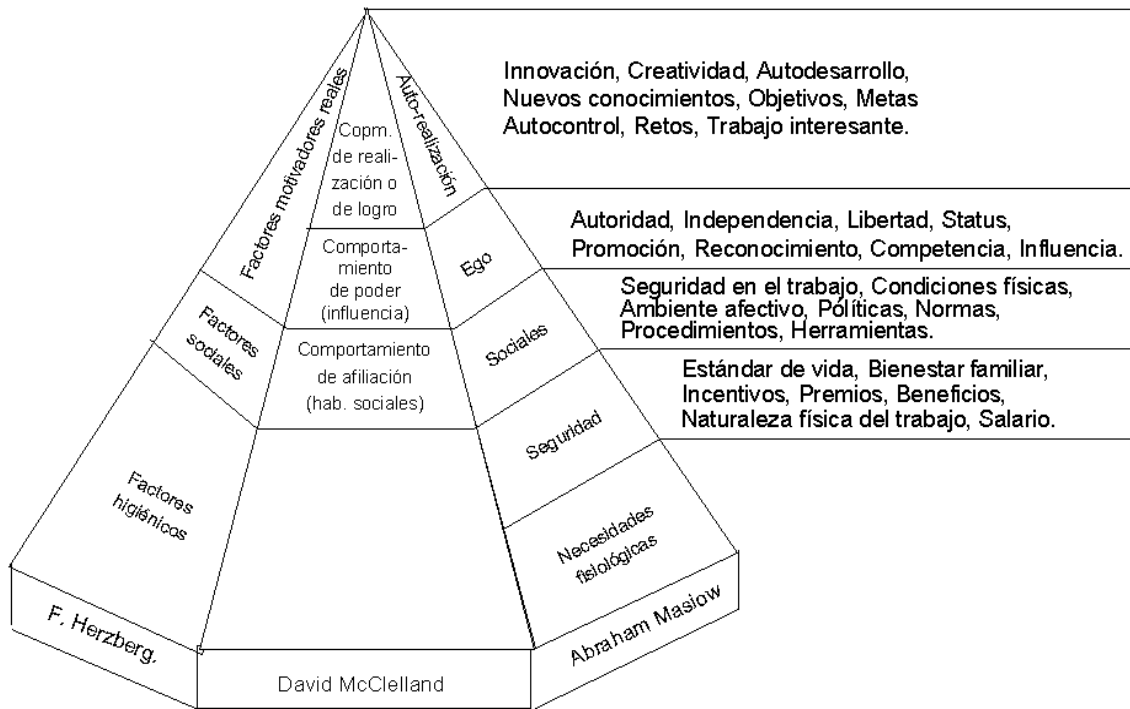 Innovación, Creatividad, Autodesarrollo,
Nuevos conocimientos, Objetivos, Metas
Autocontrol, Retos, Trabajo interesante.
Autoridad, Independencia, Libertad, Status,
Promoción, Reconocimiento, Competencia, Influencia.
Seguridad en el trabajo, Condiciones físicas,
Ambiente afectivo, Políticas, Normas,
Procedimientos, Herramientas.
Estándar de vida, Bienestar familiar,
Incentivos, Premios, Beneficios,
Naturaleza física del trabajo, Salario.
Factores motivadores reales
Factores
sociales
Factores
higiénicos
F. Herzberg.
Copm.
de reali-
zación o
de logro
Comporta-
miento
de poder
(influencia)
Comportamiento
de afiliación
(hab. sociales)
David McClelland
Auto-realización
Ego
Sociales
Seguridad
Necesidades
fisiológicas
Abraham Maslow